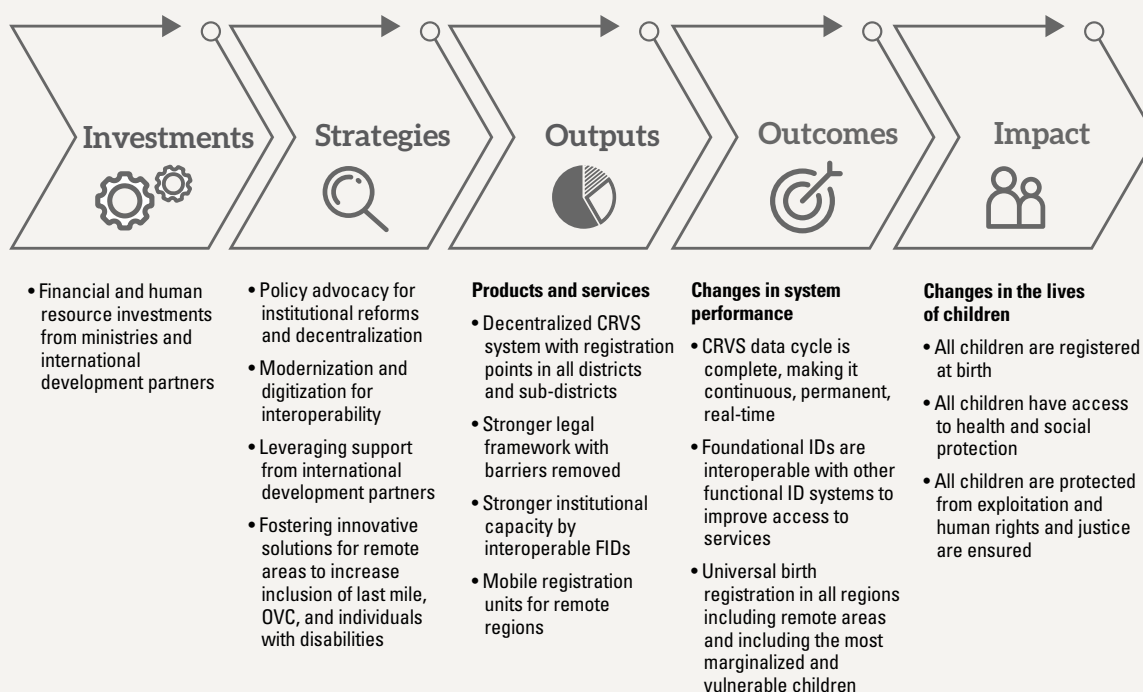 Investments
Strategies
Outputs
Outcomes
Impact
• Financial and human
resource investments
from ministries and
international
development partners
• Policy advocacy for
institutional reforms
and decentralization
• Modernization and
digitization for
interoperability
• Leveraging support
from international
development partners
• Fostering innovative
solutions for remote
areas to increase
inclusion of last mile,
OVC, and individuals
with disabilities
Products and services
• Decentralized CRVS
system with registration
points in all districts
and sub-districts
• Stronger legal
framework with
barriers removed
• Stronger institutional
capacity by
interoperable FIDs
• Mobile registration
units for remote
regions
Changes in system
performance
• CRVS data cycle is
complete, making it
continuous, permanent,
real-time
• Foundational IDs are
interoperable with other
functional ID systems to
improve access to
services
• Universal birth
registration in all regions
including remote areas
and including the most
marginalized and
vulnerable children
Changes in the lives
of children
• All children are registered
at birth
• All children have access
to health and social
protection
• All children are protected
from exploitation and
human rights and justice
are ensured